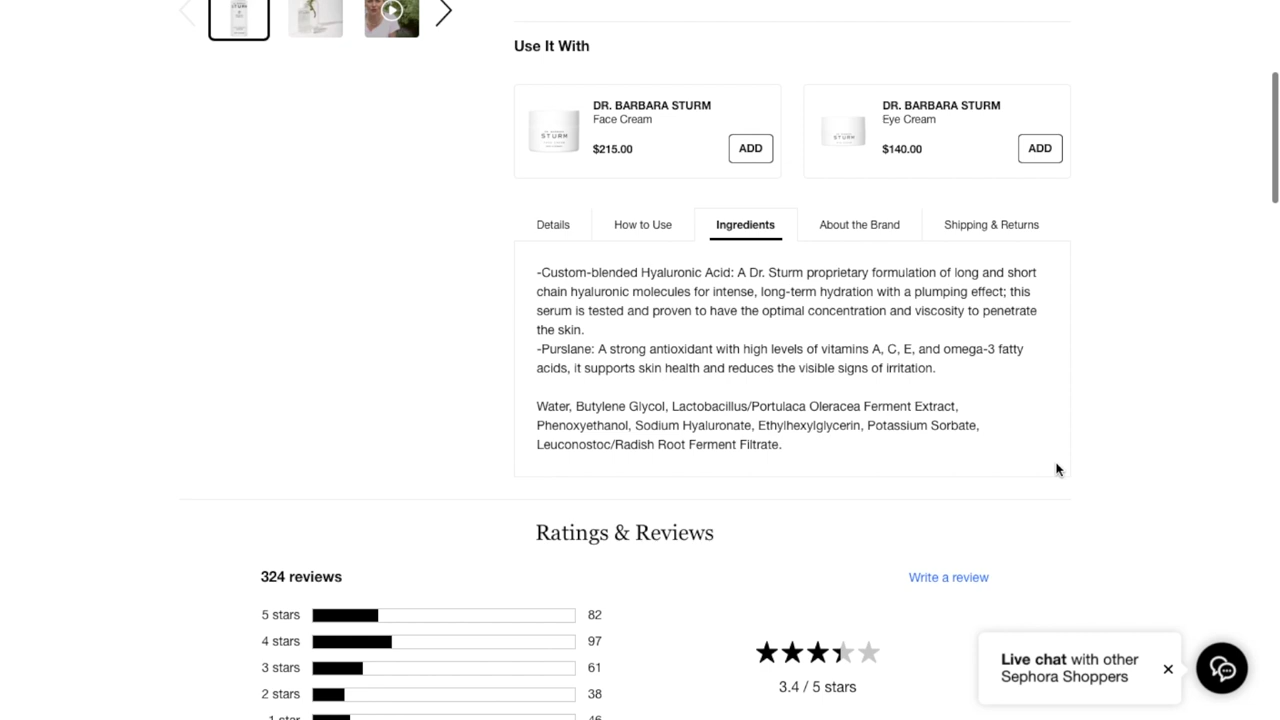 Use It With
DR. BARBARA STURM
Face Cream
$215.00
ADD
STURM
DR. BARBARA STURM
Eye Cream
$140.00
ADD
STURM
Details
How to Use
Ingredients
About the Brand
Shipping & Returns
-Custom-blended Hyaluronic Acid: A Dr. Sturm proprietary formulation of long and short
chain hyaluronic molecules for intense, long-term hydration with a plumping effect; this
serum is tested and proven to have the optimal concentration and viscosity to penetrate
the skin.
-Purslane: A strong antioxidant with high levels of vitamins A, C, E, and omega-3 fatty
acids, it supports skin health and reduces the visible signs of irritation.
Water, Butylene Glycol, Lactobacillus/Portulaca Oleracea Ferment Extract,
Phenoxyethanol, Sodium Hyaluronate, Ethylhexylglycerin, Potassium Sorbate,
Leuconostoc/Radish Root Ferment Filtrate.
Ratings & Reviews
324 reviews
Write a review
5 stars 82
4 stars 97
3 stars 61
2 stars 38
1 star 46
3.4 / 5 stars
Live chat with other
Sephora Shoppers